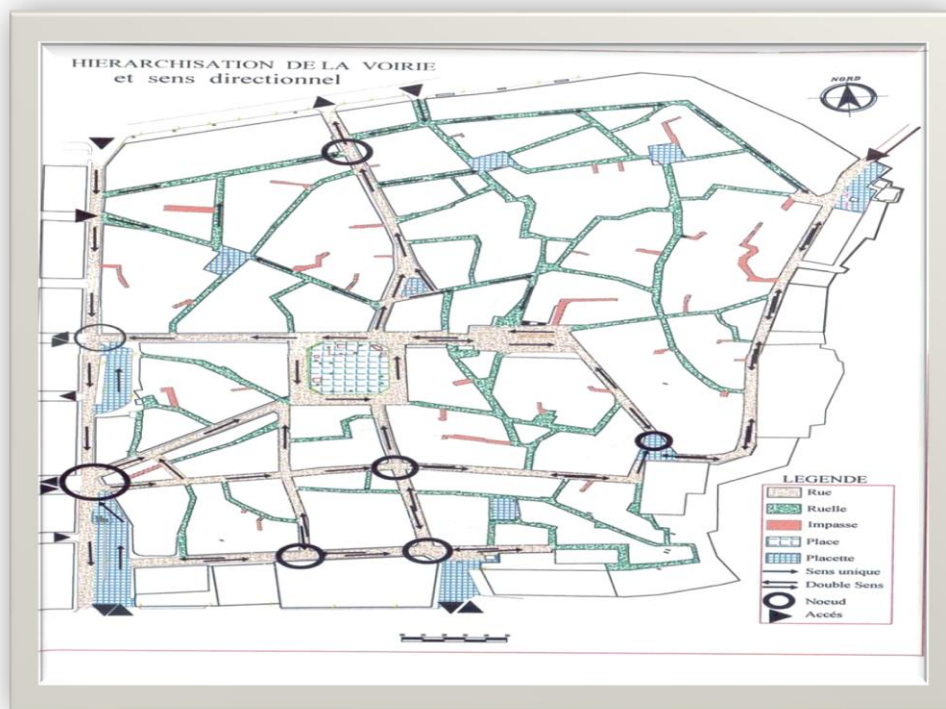 HIERARCHISATION DE LA VOIRIE
et sens directionnel
NORD
LEGENDE
Rue
Ruelle
Impasse
Place
Placette
Sens unique
Double Sens
Noeud
Accés